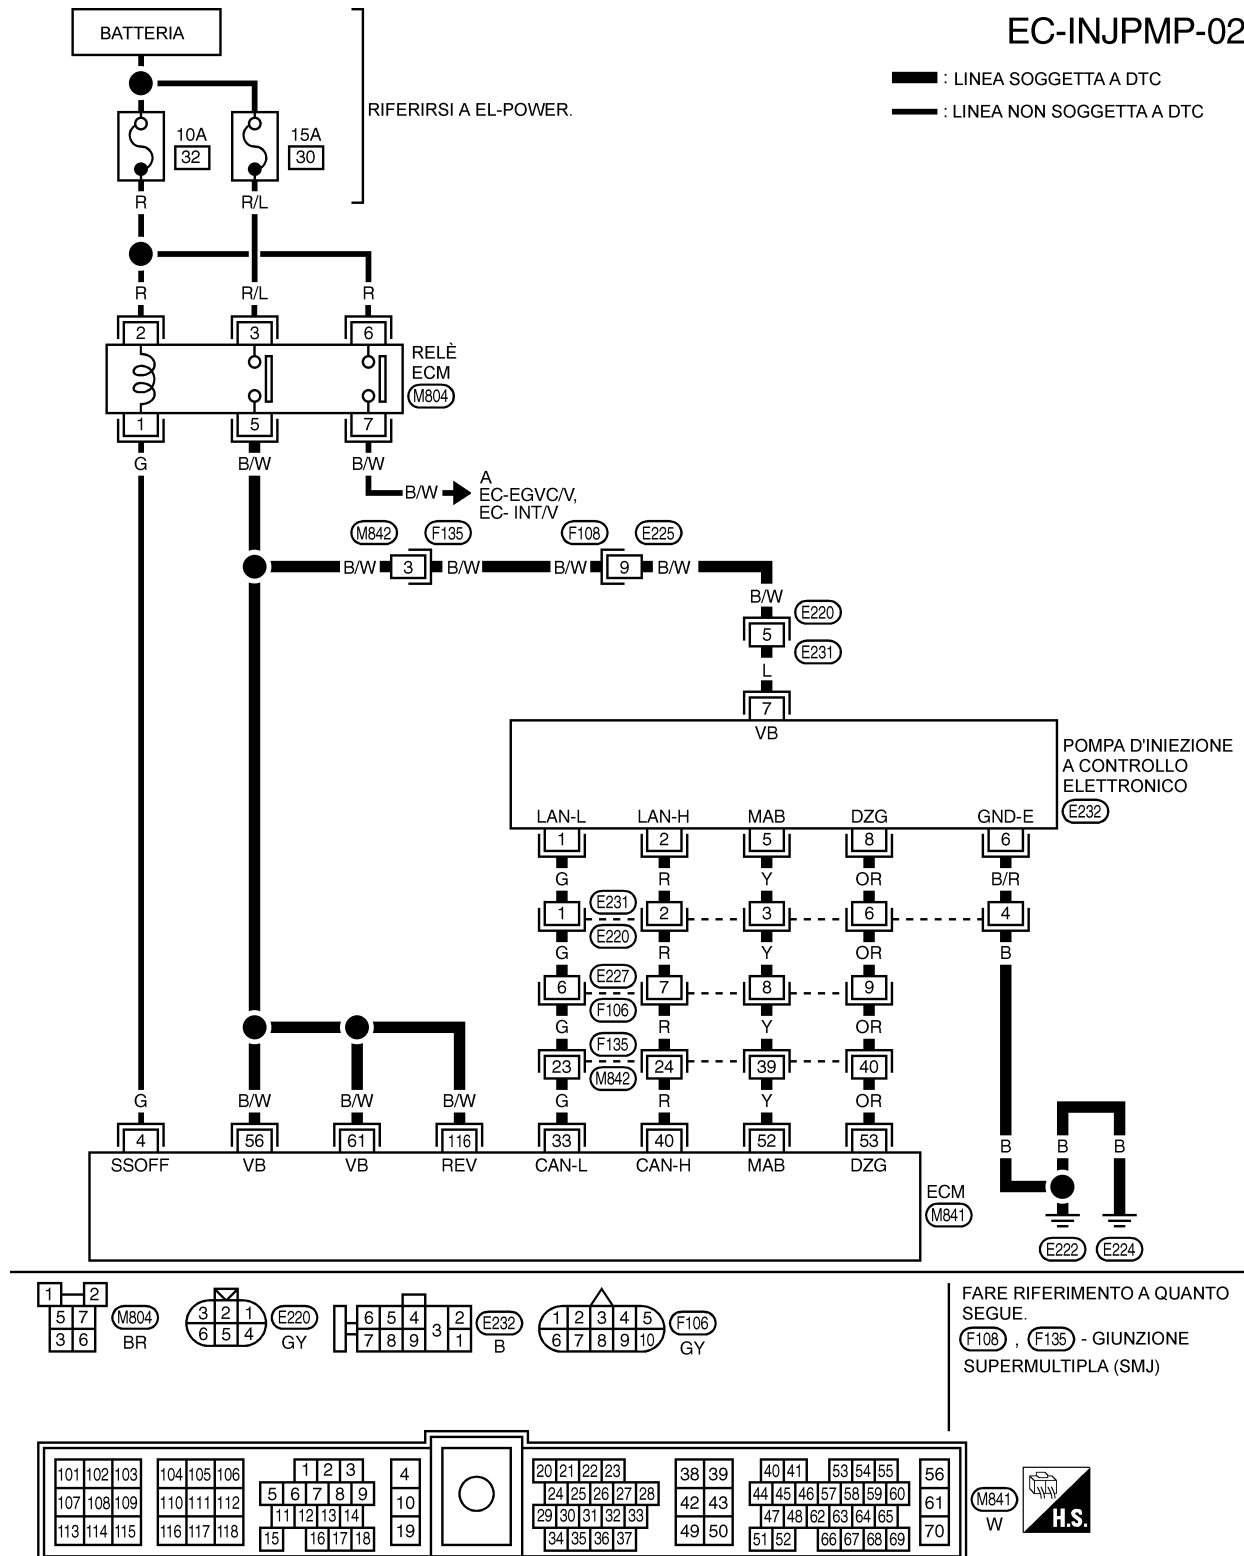 EC-INJPMP-02
BATTERIA
: LINEA SOGGETTA A DTC
: LINEA NON SOGGETTA A DTC
RIFERIRSI A EL-POWER.
10A 15A
32 30
R R/L
R R/L R
2 3 6
RELÈ
ECM
M804
1 5 7
G B/W B/W
B/W
A
EC-EGVC/V,
EC- INT/V
M842 F135 F108 E225
B/W 3 B/W B/W 9 B/W
B/W
E220
5
E231
L
7
VB
POMPA D'INIEZIONE
A CONTROLLO
ELETTRONICO
E232
LAN-L LAN-H MAB DZG GND-E
1 2 5 8 6
G R Y OR B/R
E231
1 2 3 6 4
E220
G R Y OR B
E227
6 7 8 9
F106
G R Y OR
F135
23 24 39 40
M842
G B/W B/W B/W G R Y OR
4 56 61 116 33 40 52 53
B B B
SSOFF VB VB REV CAN-L CAN-H MAB DZG
ECM
M841
E222 E224
1 2
5 7
3 6
M804
BR
3 2 1
6 5 4
E220
GY
6 5 4 3 2
7 8 9 1
E232
B
1 2 3 4 5
6 7 8 9 10
F106
GY
FARE RIFERIMENTO A QUANTO
SEGUE.
F108 , F135 - GIUNZIONE
SUPERMULTIPLA (SMJ)
101 102 103 104 105 106 1 2 3 4 20 21 22 23 38 39 40 41 53 54 55 56
107 108 109 110 111 112 5 6 7 8 9 10 24 25 26 27 28 42 43 44 45 46 57 58 59 60 61
11 12 13 14 29 30 31 32 33 47 48 62 63 64 65
113 114 115 116 117 118 15 16 17 18 19 34 35 36 37 49 50 51 52 66 67 68 69 70
M841
W
H.S.